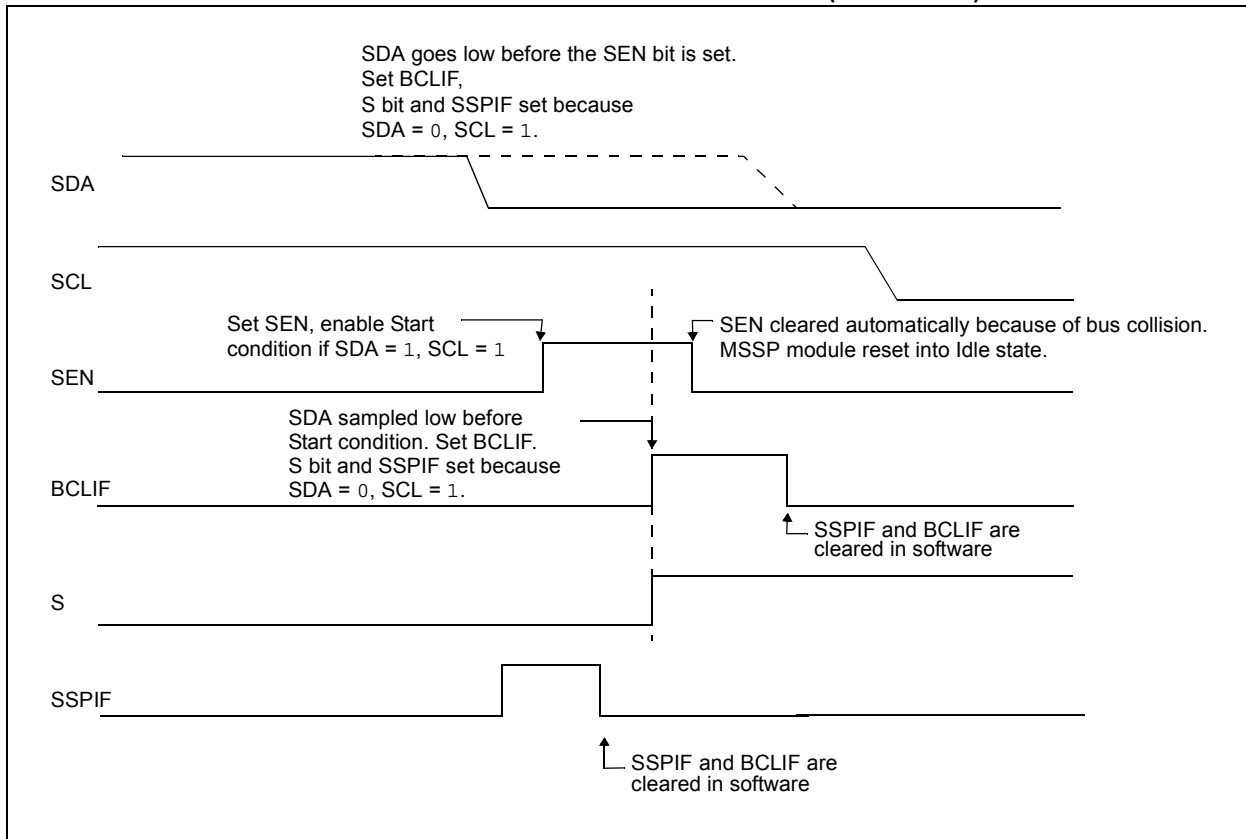 SDA goes low before the SEN bit is set.
Set BCLIF,
S bit and SSPIF set because
SDA = 0, SCL = 1.
SDA
SCL
Set SEN, enable Start
condition if SDA = 1, SCL = 1
SEN cleared automatically because of bus collision.
MSSP module reset into Idle state.
SEN
SDA sampled low before
Start condition. Set BCLIF.
S bit and SSPIF set because
SDA = 0, SCL = 1.
BCLIF
SSPIF and BCLIF are
cleared in software
S
SSPIF
SSPIF and BCLIF are
cleared in software